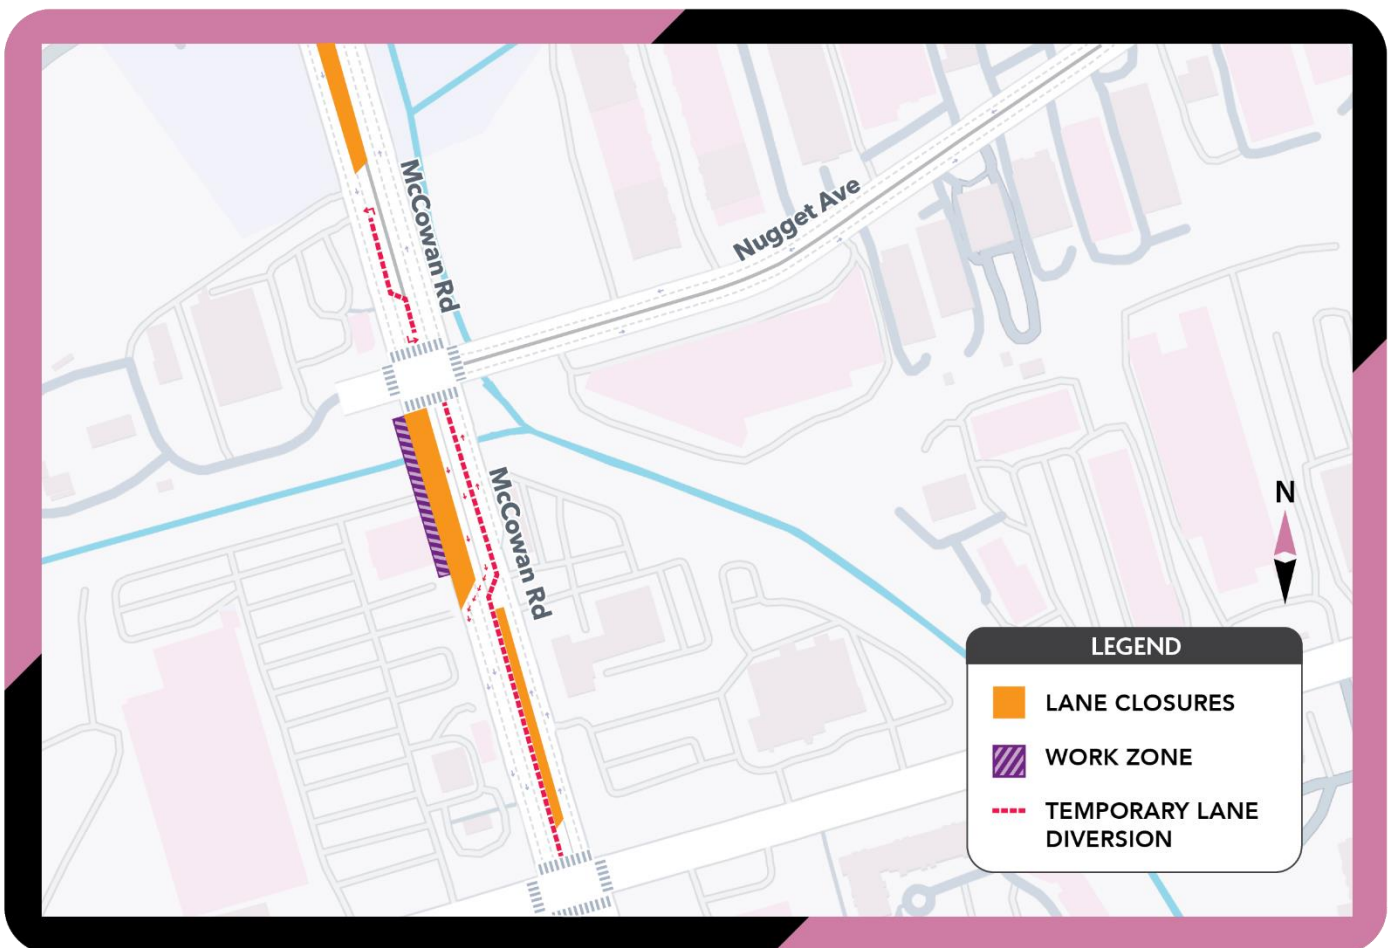 McCowan Rd
Nugget Ave
McCowan Rd
N
LEGEND
LANE CLOSURES
WORK ZONE
TEMPORARY LANE
DIVERSION